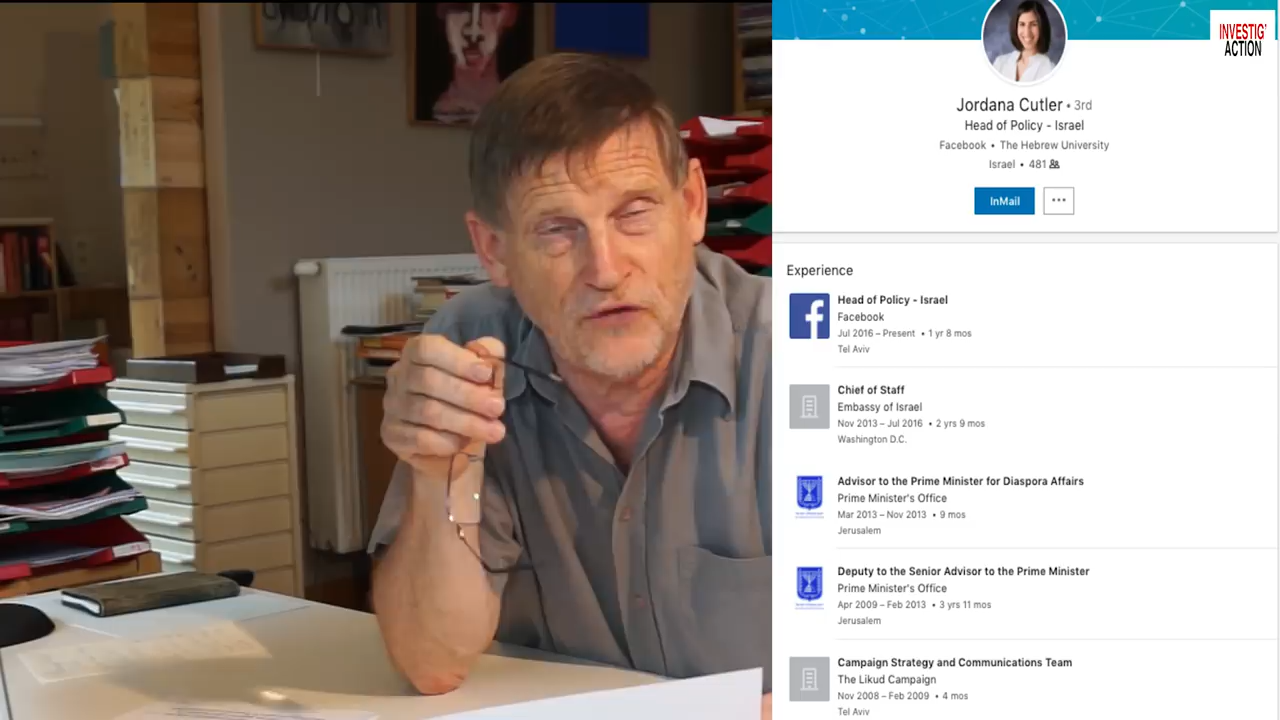 INVESTIG'
ACTION
Jordana Cutler • 3rd
Head of Policy - Israel
Facebook • The Hebrew University
Israel • 481
InMail
Experience
Head of Policy - Israel
Facebook
Jul 2016 – Present • 1 yr 8 mos
Tel Aviv
Chief of Staff
Embassy of Israel
Nov 2013 – Jul 2016 • 2 yrs 9 mos
Washington D.C.
Advisor to the Prime Minister for Diaspora Affairs
Prime Minister's Office
Mar 2013 – Nov 2013 • 9 mos
Jerusalem
Deputy to the Senior Advisor to the Prime Minister
Prime Minister's Office
Apr 2009 – Feb 2013 • 3 yrs 11 mos
Jerusalem
Campaign Strategy and Communications Team
The Likud Campaign
Nov 2008 – Feb 2009 • 4 mos
Tel Aviv